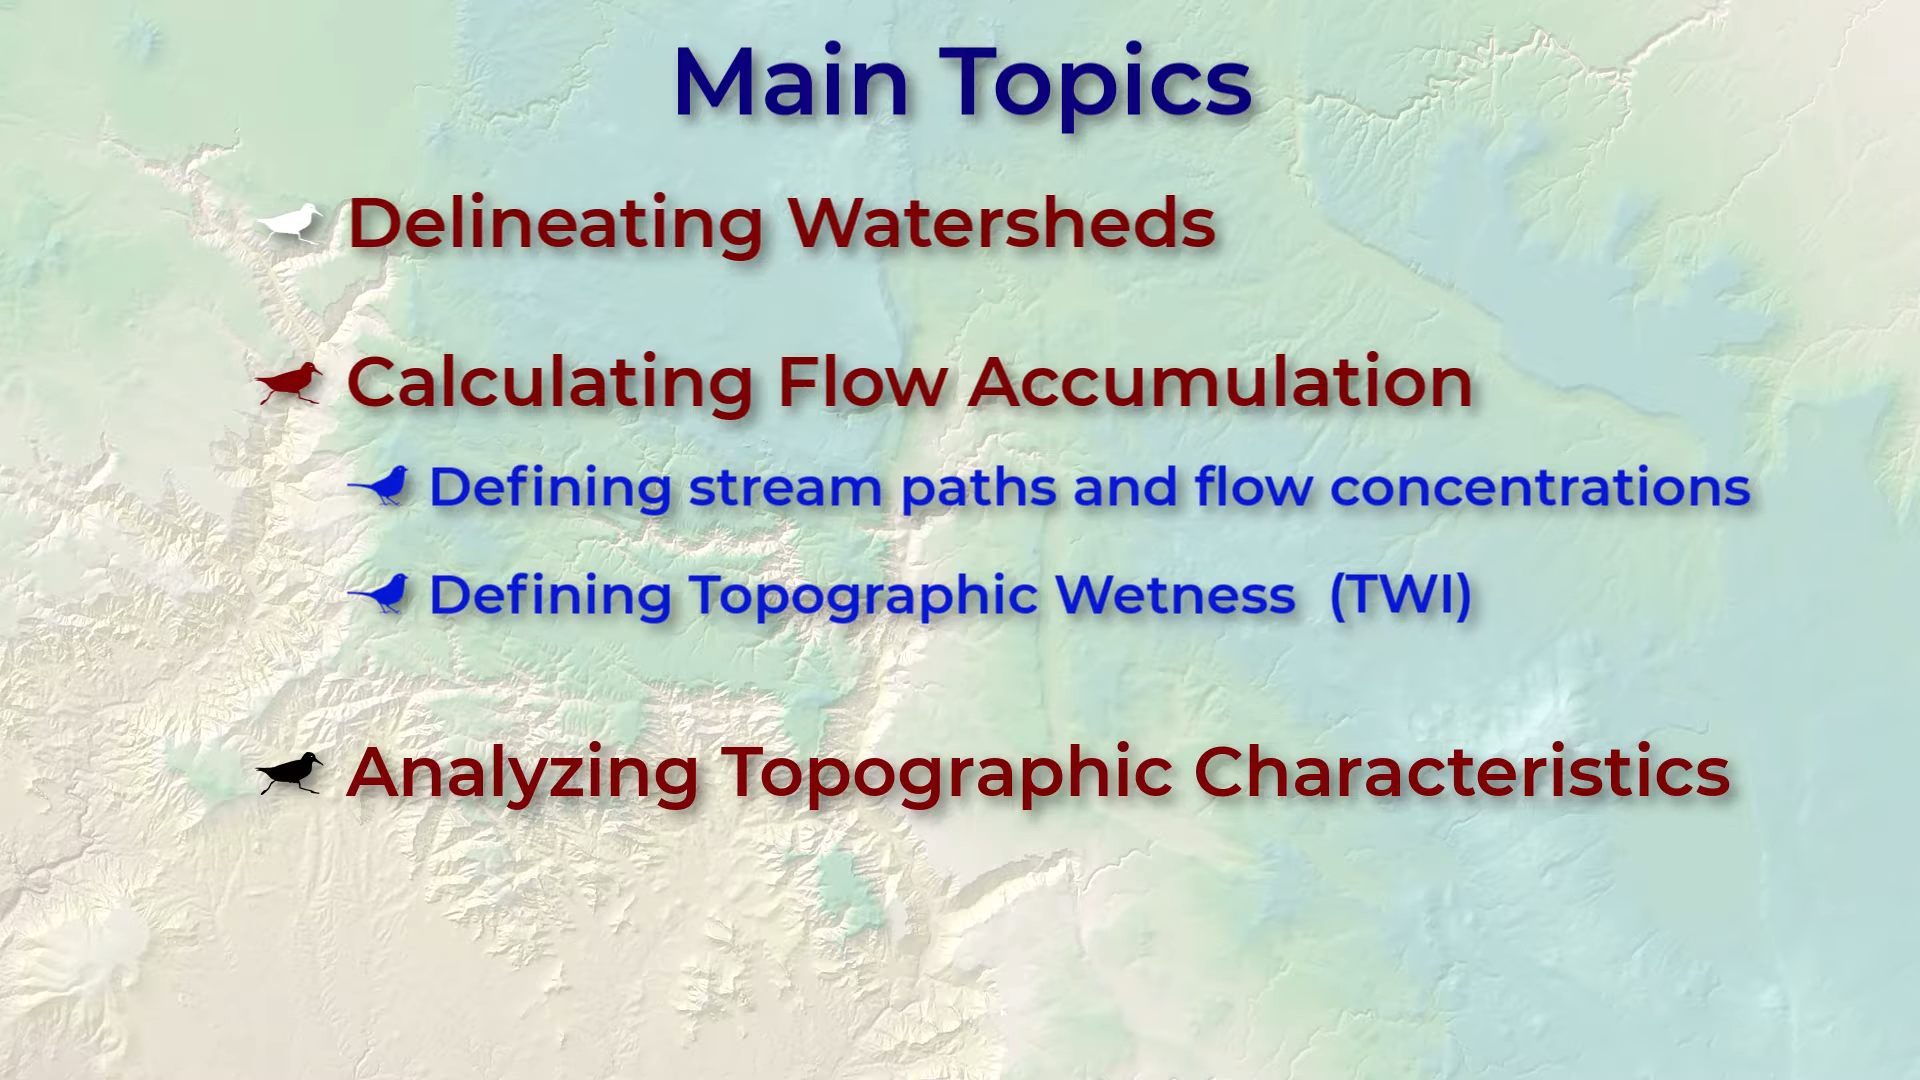 Main Topics
Delineating Watersheds
Calculating Flow Accumulation
Defining stream paths and flow concentrations
Defining Topographic Wetness (TWI)
Analyzing Topographic Characteristics